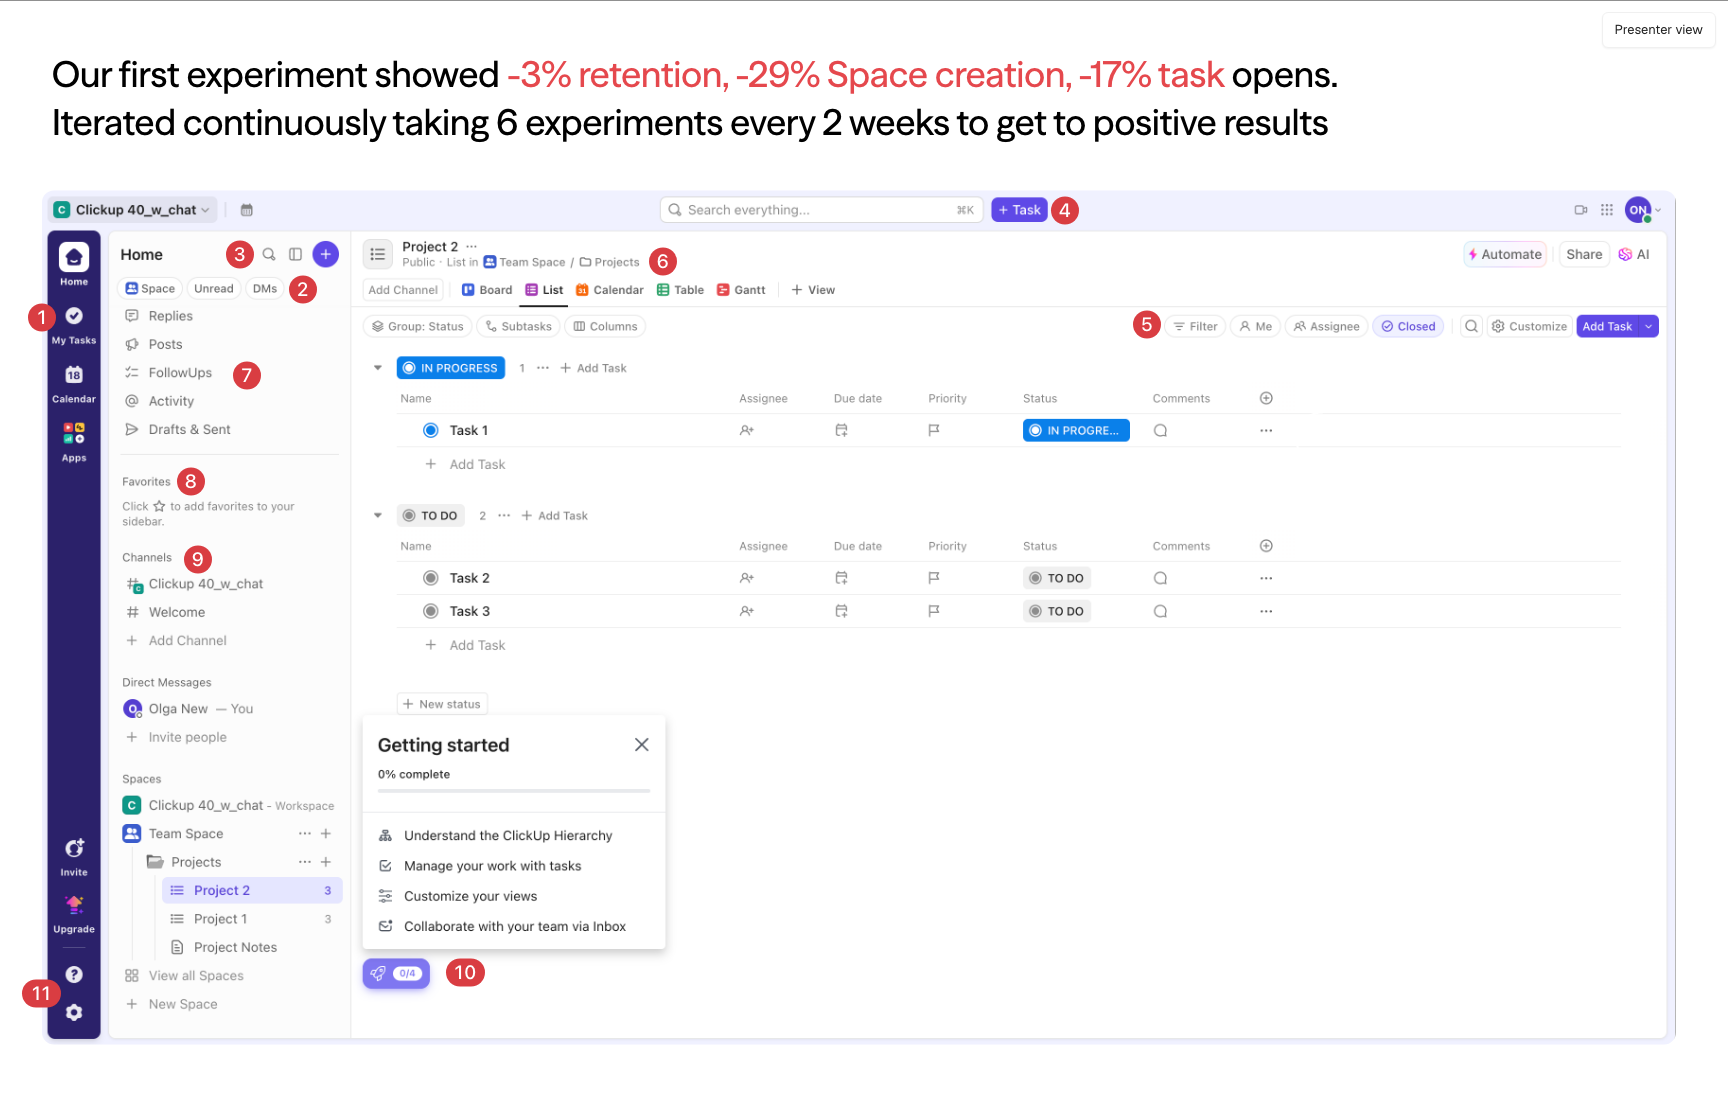 Presenter view
Our first experiment showed -3% retention, -29% Space creation, -17% task opens.
Iterated continuously taking 6 experiments every 2 weeks to get to positive results
C Clickup 40_w_chat
Search everything... ⌘K
+ Task 4
ON
Home
1
My Tasks
18
Calendar
Apps
Invite
Upgrade
?
11
Home 3
Space Unread DMs 2
Replies
Posts
FollowUps 7
Activity
Drafts & Sent
Favorites 8
Click ☆ to add favorites to your
sidebar.
Channels 9
# C Clickup 40_w_chat
# Welcome
+ Add Channel
Direct Messages
O Olga New — You
+ Invite people
Spaces
C Clickup 40_w_chat - Workspace
Team Space ··· +
Projects ··· +
Project 2 3
Project 1 3
Project Notes
View all Spaces
+ New Space
Project 2 ···
Public · List in Team Space / Projects 6
Automate Share AI
Add Channel Board List 31 Calendar Table Gantt + View
Group: Status Subtasks Columns
5 Filter Me Assignee Closed Customize Add Task
IN PROGRESS 1 ··· + Add Task
Name Assignee Due date Priority Status Comments
Task 1 IN PROGRE... ···
+ Add Task
TO DO 2 ··· + Add Task
Name Assignee Due date Priority Status Comments
Task 2 TO DO ···
Task 3 TO DO ···
+ Add Task
+ New status
Getting started
0% complete
Understand the ClickUp Hierarchy
Manage your work with tasks
Customize your views
Collaborate with your team via Inbox
0/4 10